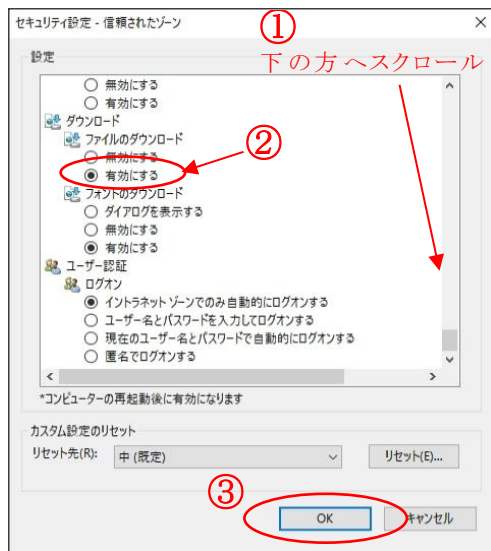 セキュリティ設定 - 信頼されたゾーン
①
下の方へスクロール
設定
無効にする
有効にする
ダウンロード
ファイルのダウンロード
②
無効にする
有効にする
フォントのダウンロード
ダイアログを表示する
無効にする
有効にする
ユーザー認証
ログオン
イントラネット ゾーンでのみ自動的にログオンする
ユーザー名とパスワードを入力してログオンする
現在のユーザー名とパスワードで自動的にログオンする
匿名でログオンする
*コンピューターの再起動後に有効になります
カスタム設定のリセット
リセット先(R): 中 (既定) リセット(E)...
③
OK キャンセル